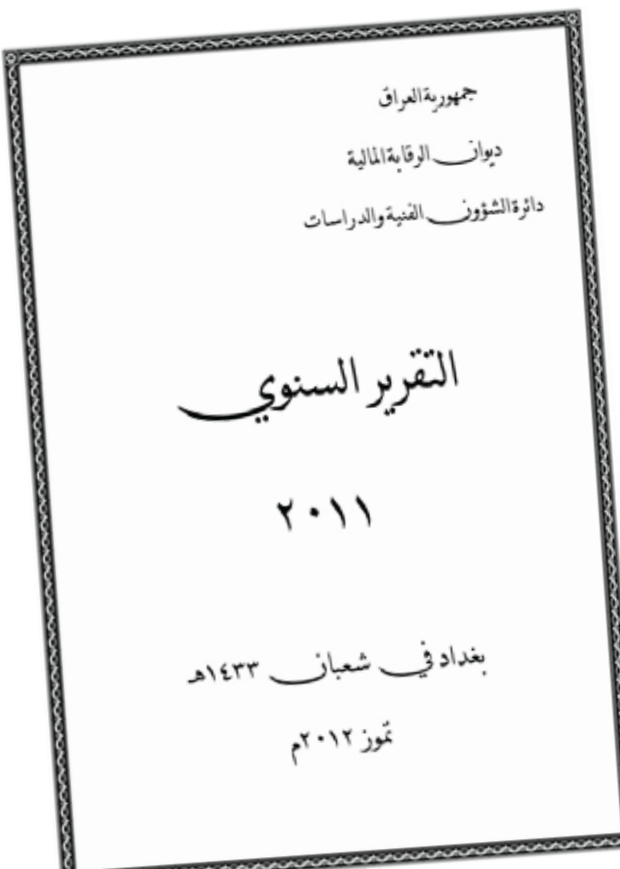 جمهورية العراق
ديوان الرقابة المالية
دائرة الشؤون الفنية والدراسات
التقرير السنوي
٢٠١١
بغداد في شعبان ١٤٣٣هـ
تموز ٢٠١٢م